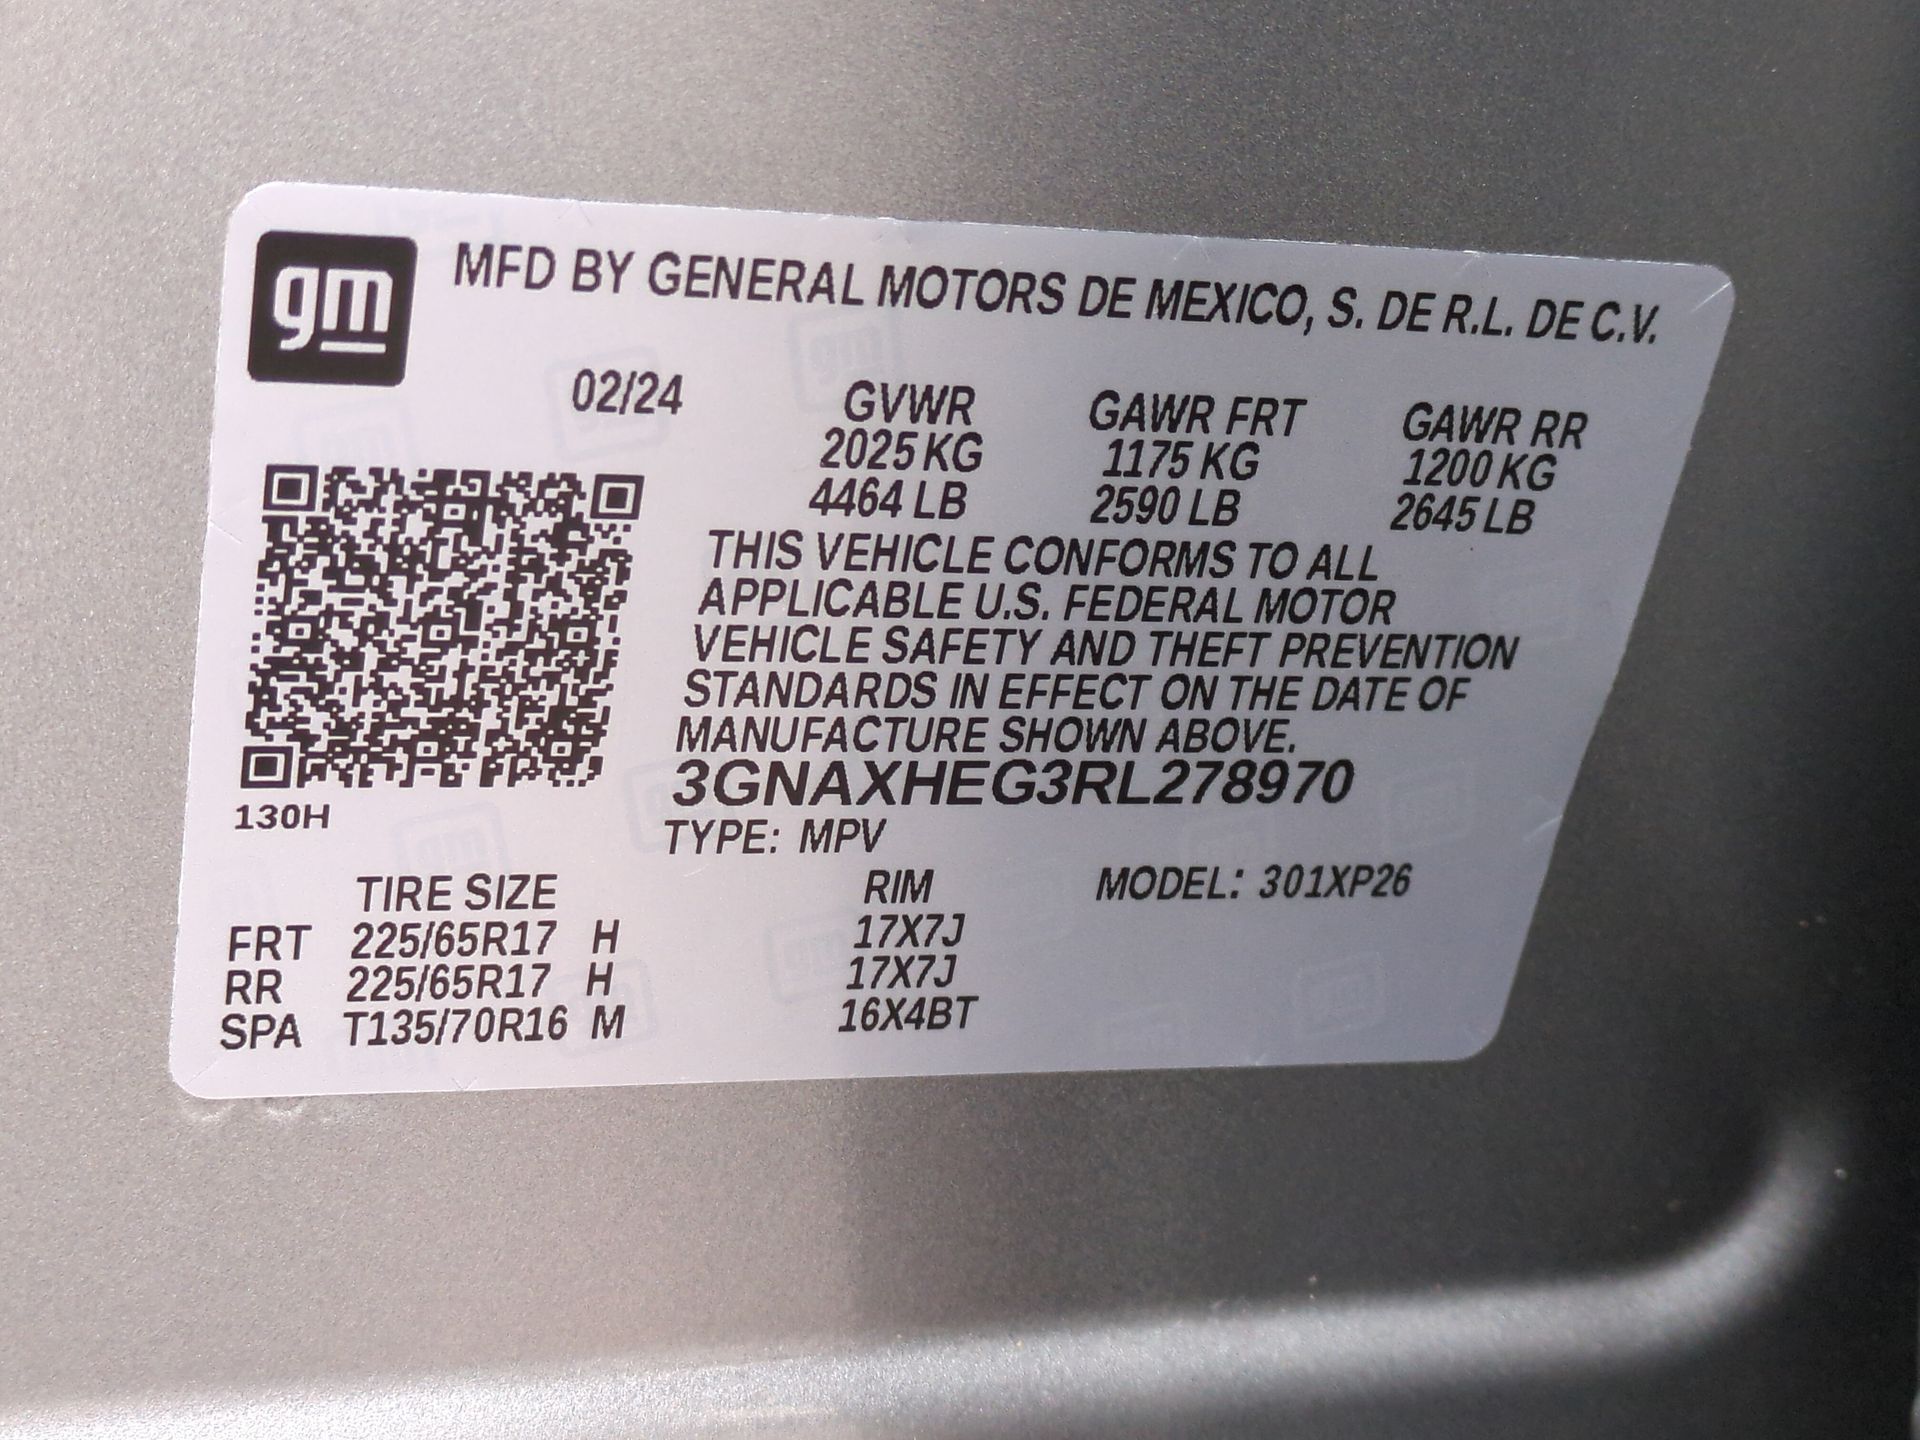 gm MFD BY GENERAL MOTORS DE MEXICO, S. DE R.L. DE C.V.
02/24 GVWR GAWR FRT GAWR RR
2025 KG 1175 KG 1200 KG
4464 LB 2590 LB 2645 LB
THIS VEHICLE CONFORMS TO ALL
APPLICABLE U.S. FEDERAL MOTOR
VEHICLE SAFETY AND THEFT PREVENTION
STANDARDS IN EFFECT ON THE DATE OF
MANUFACTURE SHOWN ABOVE.
3GNAXHEG3RL278970
130H
TYPE: MPV
TIRE SIZE RIM MODEL: 301XP26
FRT 225/65R17 H 17X7J
RR 225/65R17 H 17X7J
SPA T135/70R16 M 16X4BT